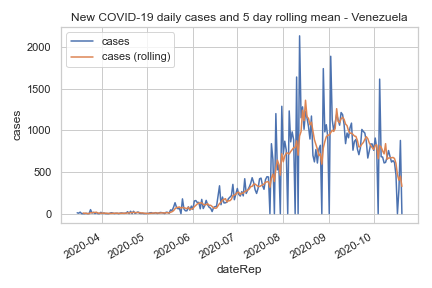 New COVID-19 daily cases and 5 day rolling mean - Venezuela
cases
cases (rolling)
2000
1500
1000
500
0
cases
2020-04
2020-05
2020-06
2020-07
2020-08
2020-09
2020-10
dateRep